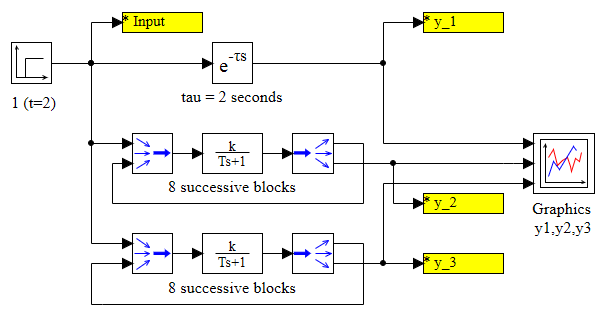 * Input
* y_1
e^-τs
1 (t=2)
tau = 2 seconds
k
Ts+1
8 successive blocks
* y_2
Graphics
y1,y2,y3
k
Ts+1
* y_3
8 successive blocks